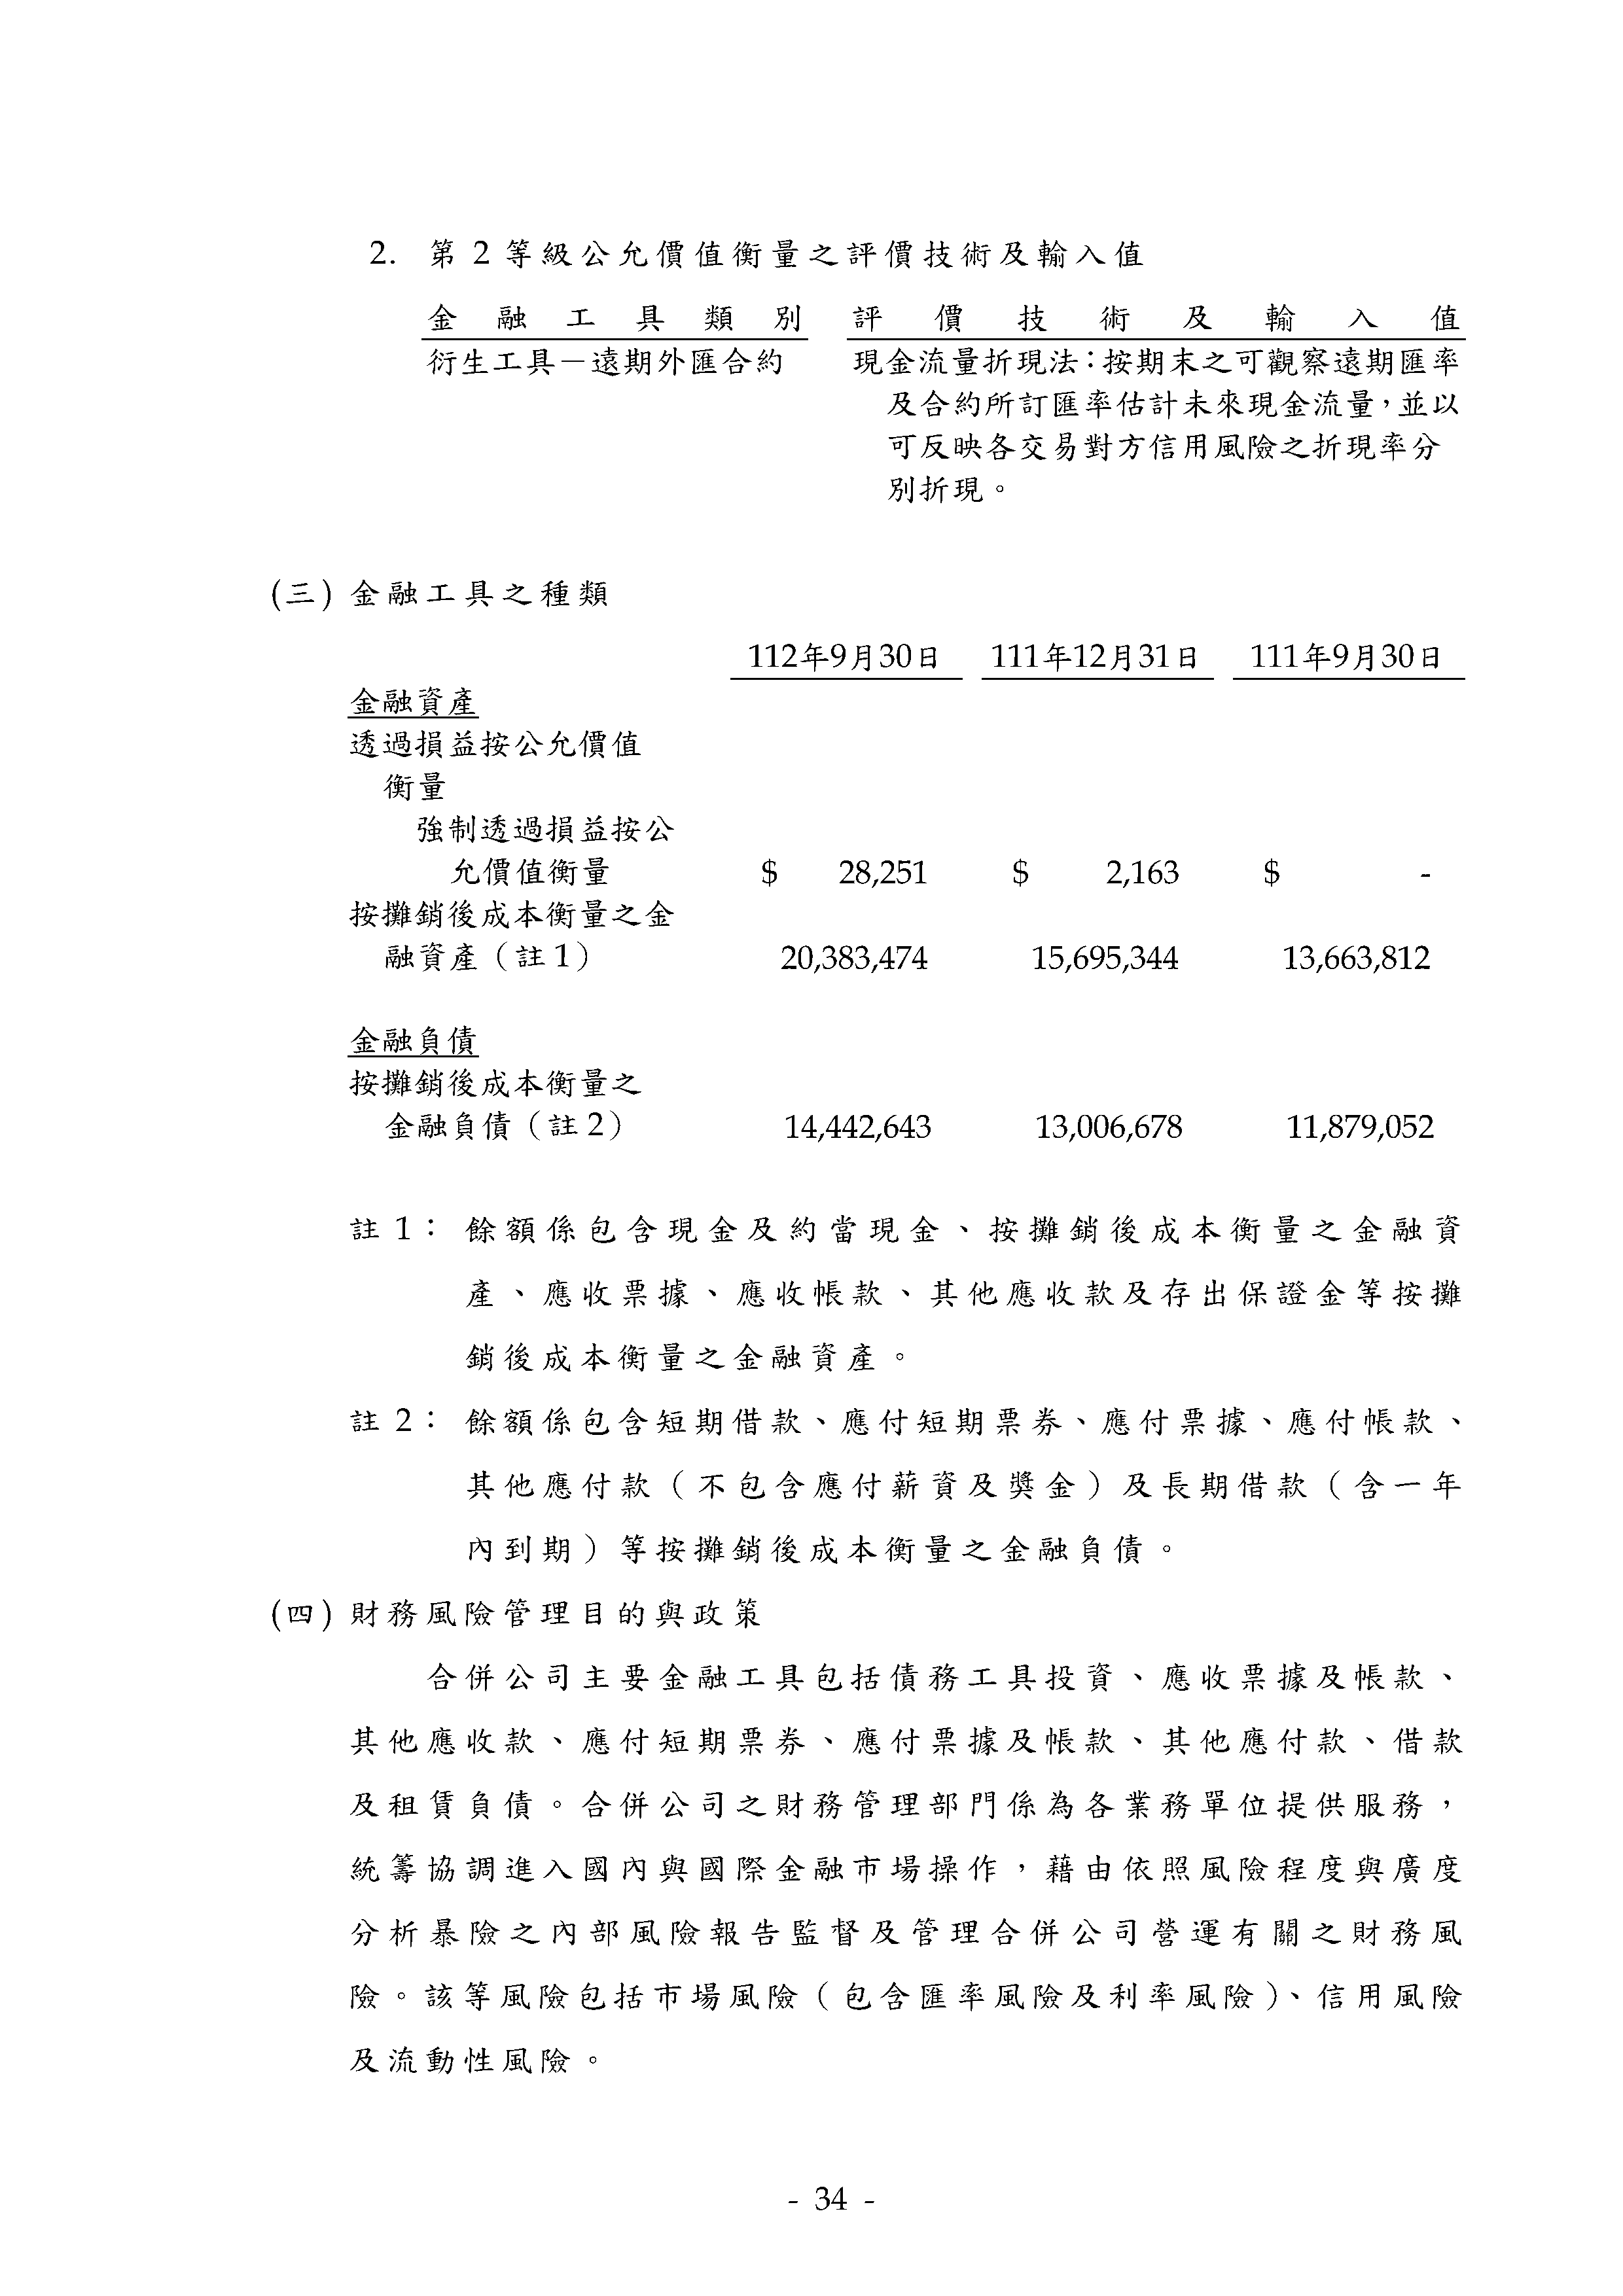 2. 第 2 等級公允價值衡量之評價技術及輸入值
金融工具類別 評價技術及輸入值
衍生工具－遠期外匯合約 現金流量折現法：按期末之可觀察遠期匯率
及合約所訂匯率估計未來現金流量，並以
可反映各交易對方信用風險之折現率分
別折現。
(三) 金融工具之種類
112年9月30日 111年12月31日 111年9月30日
金融資產
透過損益按公允價值
衡量
強制透過損益按公
允價值衡量 $ 28,251 $ 2,163 $ -
按攤銷後成本衡量之金
融資產（註 1） 20,383,474 15,695,344 13,663,812
金融負債
按攤銷後成本衡量之
金融負債（註 2） 14,442,643 13,006,678 11,879,052
註 1： 餘額係包含現金及約當現金、按攤銷後成本衡量之金融資
產、應收票據、應收帳款、其他應收款及存出保證金等按攤
銷後成本衡量之金融資產。
註 2： 餘額係包含短期借款、應付短期票券、應付票據、應付帳款、
其他應付款（不包含應付薪資及獎金）及長期借款（含一年
內到期）等按攤銷後成本衡量之金融負債。
(四) 財務風險管理目的與政策
合併公司主要金融工具包括債務工具投資、應收票據及帳款、
其他應收款、應付短期票券、應付票據及帳款、其他應付款、借款
及租賃負債。合併公司之財務管理部門係為各業務單位提供服務，
統籌協調進入國內與國際金融市場操作，藉由依照風險程度與廣度
分析暴險之內部風險報告監督及管理合併公司營運有關之財務風
險。該等風險包括市場風險（包含匯率風險及利率風險）、信用風險
及流動性風險。
- 34 -